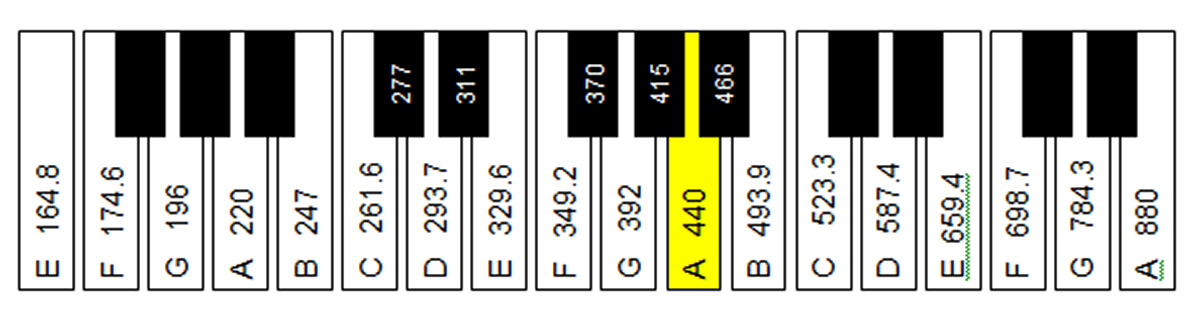 E 164.8
F 174.6
G 196
A 220
B 247
C 261.6
277
D 293.7
311
E 329.6
F 349.2
370
G 392
415
A 440
466
B 493.9
C 523.3
D 587.4
E 659.4
F 698.7
G 784.3
A 880